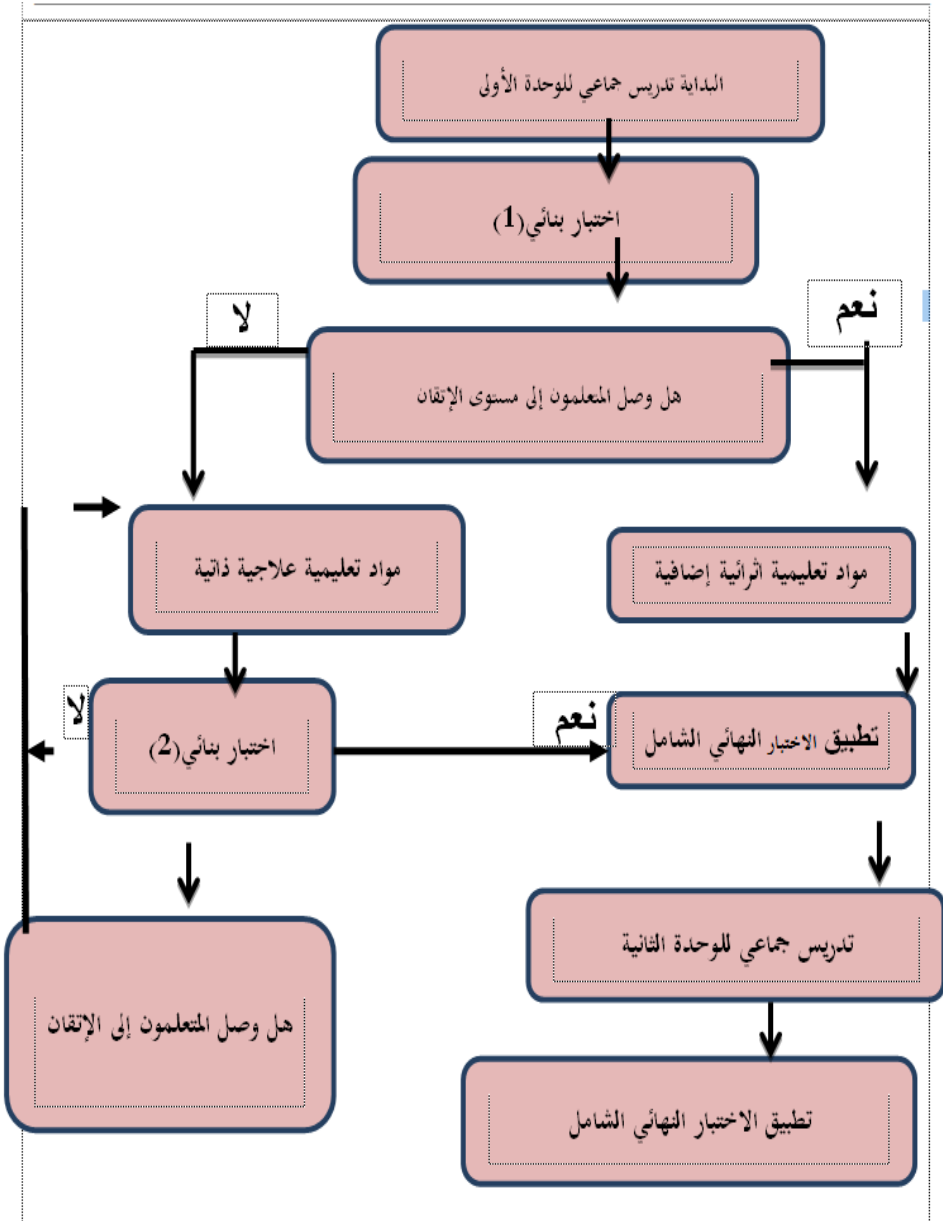 البداية تدريس جماعي للوحدة الأولى
اختبار بنائي(1)
نعم
لا
هل وصل المتعلمون إلى مستوى الإتقان
مواد تعليمية اثرائية إضافية
مواد تعليمية علاجية ذاتية
تطبيق الاختبار النهائي الشامل
نعم
اختبار بنائي(2)
لا
تدريس جماعي للوحدة الثانية
هل وصل المتعلمون إلى الإتقان
تطبيق الاختبار النهائي الشامل